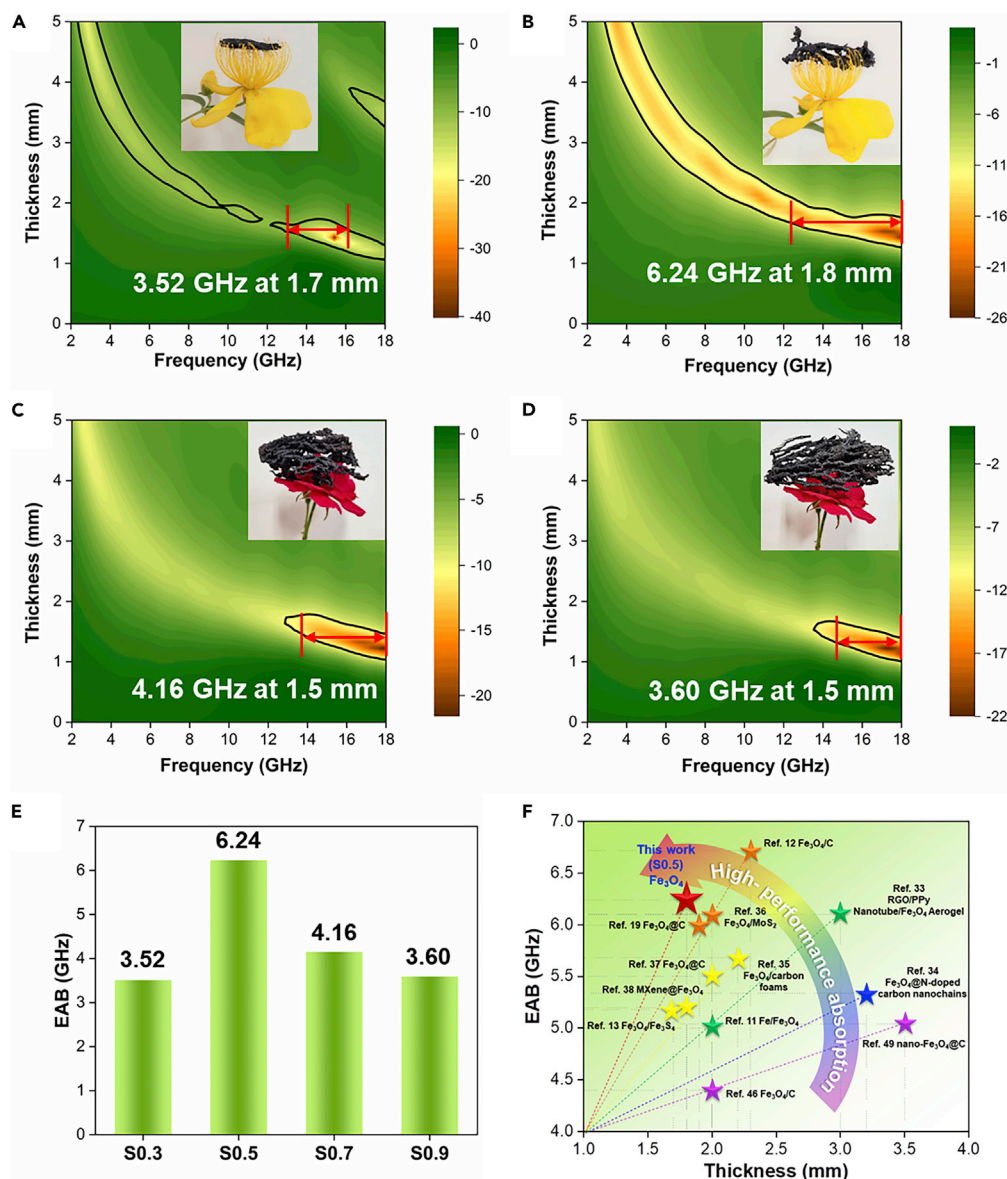 A
5
4
3
2
1
0
Thickness (mm)
2 4 6 8 10 12 14 16 18
Frequency (GHz)
3.52 GHz at 1.7 mm
0
-10
-20
-30
-40
B
5
4
3
2
1
0
Thickness (mm)
2 4 6 8 10 12 14 16 18
Frequency (GHz)
6.24 GHz at 1.8 mm
-1
-6
-11
-16
-21
-26
C
5
4
3
2
1
0
Thickness (mm)
2 4 6 8 10 12 14 16 18
Frequency (GHz)
4.16 GHz at 1.5 mm
0
-5
-10
-15
-20
D
5
4
3
2
1
0
Thickness (mm)
2 4 6 8 10 12 14 16 18
Frequency (GHz)
3.60 GHz at 1.5 mm
-2
-7
-12
-17
-22
E
7
6
5
4
3
2
1
0
EAB (GHz)
3.52
6.24
4.16
3.60
S0.3 S0.5 S0.7 S0.9
F
7.0
6.5
6.0
5.5
5.0
4.5
4.0
EAB (GHz)
This work
(S0.5)
Fe₃O₄
Ref. 12 Fe₃O₄/C
High- performance absorption
Ref. 33
RGO/PPy
Nanotube/Fe₃O₄ Aerogel
Ref. 36
Fe₃O₄/MoS₂
Ref. 19 Fe₃O₄@C
Ref. 37 Fe₃O₄@C
Ref. 35
Fe₃O₄/carbon
foams
Ref. 34
Fe₃O₄@N-doped
carbon nanochains
Ref. 38 MXene@Fe₃O₄
Ref. 13 Fe₃O₄/Fe₃S₄
Ref. 11 Fe/Fe₃O₄
Ref. 49 nano-Fe₃O₄@C
Ref. 46 Fe₃O₄/C
1.0 2.0 3.0 4.0
Thickness (mm)